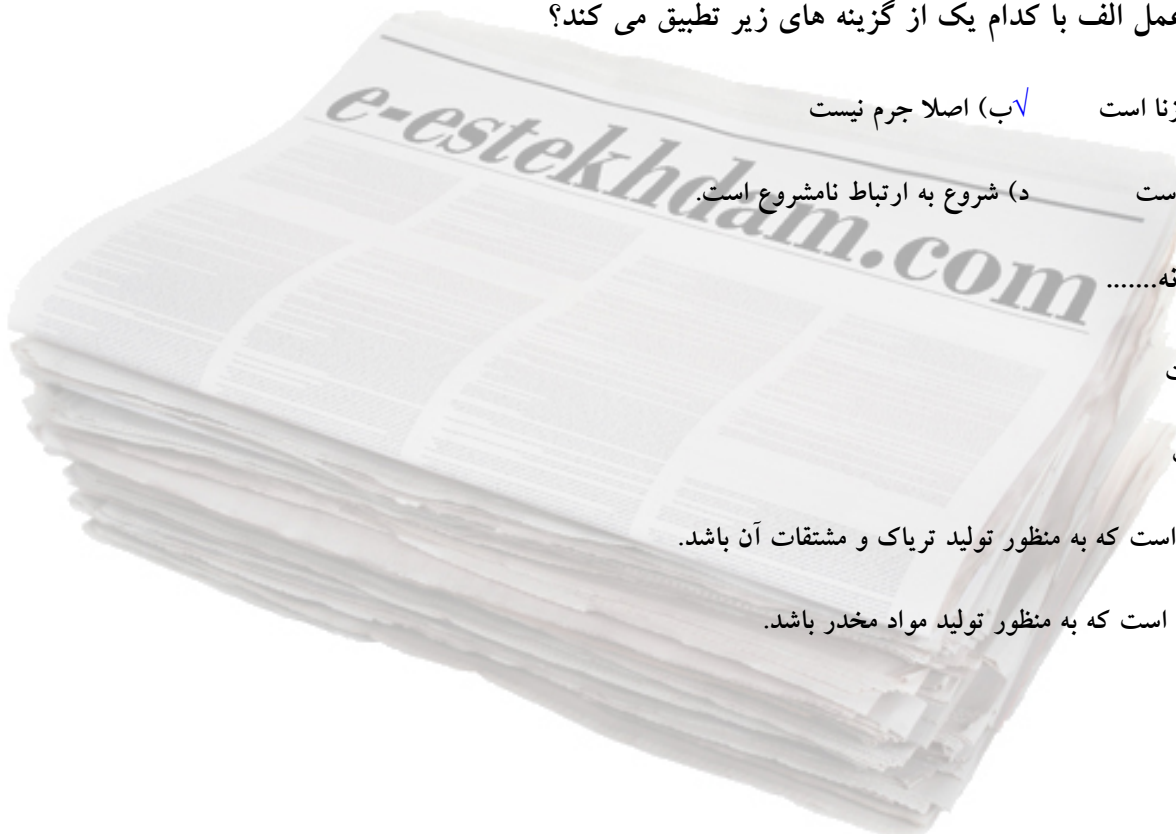 عمل الف با کدام یک از گزینه های زیر تطبیق می کند؟
زنا است √ب) اصلا جرم نیست
e-estekhdam.com
است د) شروع به ارتباط نامشروع است.
نه.......
است که به منظور تولید تریاک و مشتقات آن باشد.
است که به منظور تولید مواد مخدر باشد.